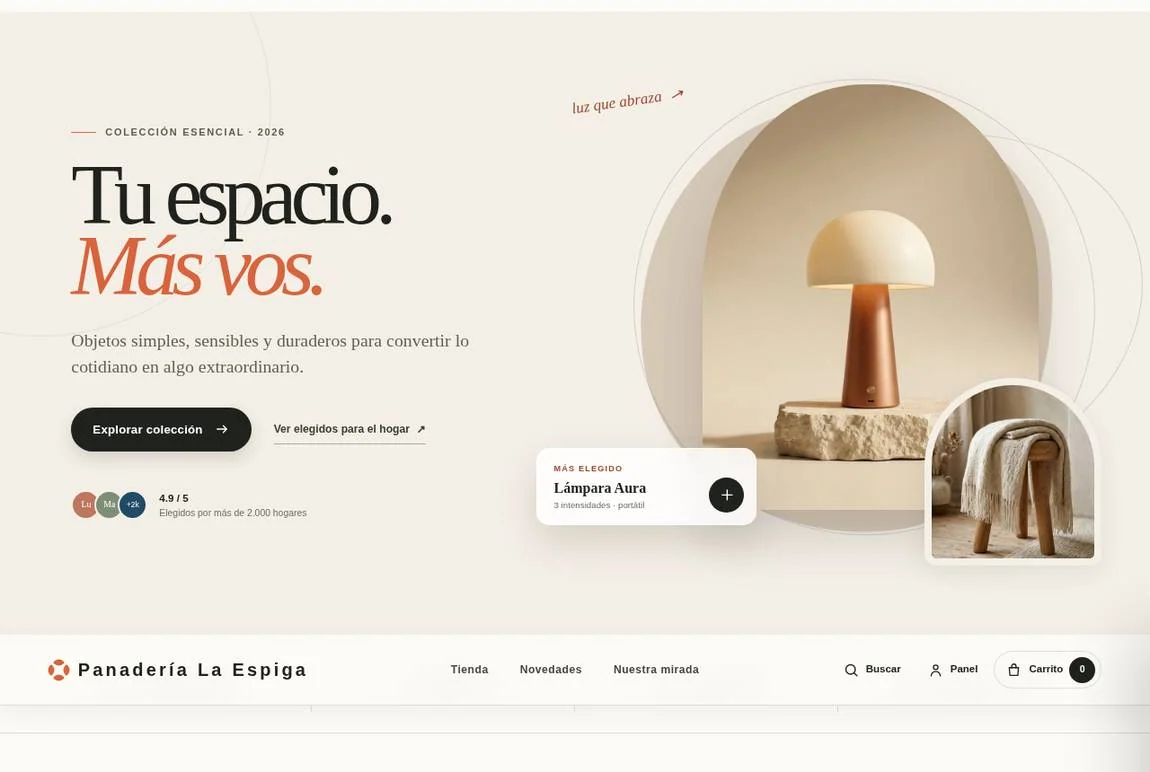 luz que abraza ↗
COLECCIÓN ESENCIAL · 2026
Tu espacio.
Más vos.
Objetos simples, sensibles y duraderos para convertir lo
cotidiano en algo extraordinario.
Explorar colección →
Ver elegidos para el hogar ↗
Lu Ma +2k
4.9 / 5
Elegidos por más de 2.000 hogares
MÁS ELEGIDO
Lámpara Aura
3 intensidades · portátil
+
Panadería La Espiga
Tienda Novedades Nuestra mirada
Buscar Panel Carrito 0